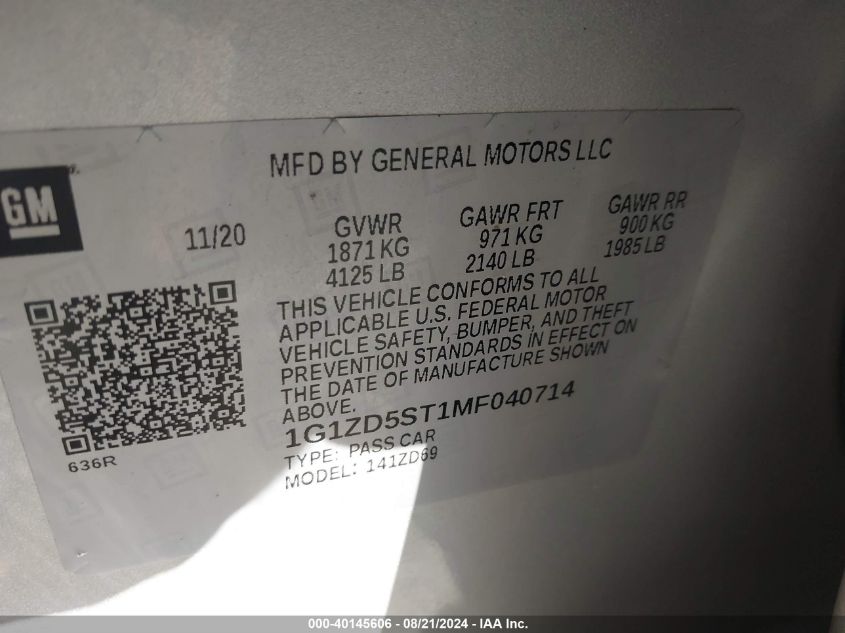 MFD BY GENERAL MOTORS LLC
GM
11/20
GVWR
1871 KG
4125 LB
GAWR FRT
971 KG
2140 LB
GAWR RR
900 KG
1985 LB
THIS VEHICLE CONFORMS TO ALL
APPLICABLE U.S. FEDERAL MOTOR
VEHICLE SAFETY, BUMPER, AND THEFT
PREVENTION STANDARDS IN EFFECT ON
THE DATE OF MANUFACTURE SHOWN
ABOVE.
1G1ZD5ST1MF040714
TYPE: PASS CAR
MODEL: 141ZD69
636R
000-40145606 - 08/21/2024 - IAA Inc.